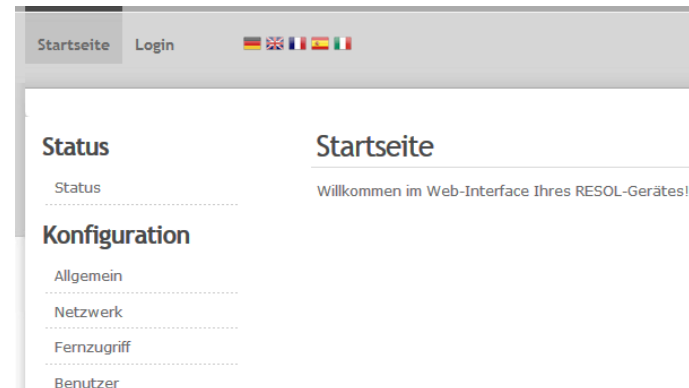 Startseite Login
Status
Status
Konfiguration
Allgemein
Netzwerk
Fernzugriff
Benutzer
Startseite
Willkommen im Web-Interface Ihres RESOL-Gerätes!